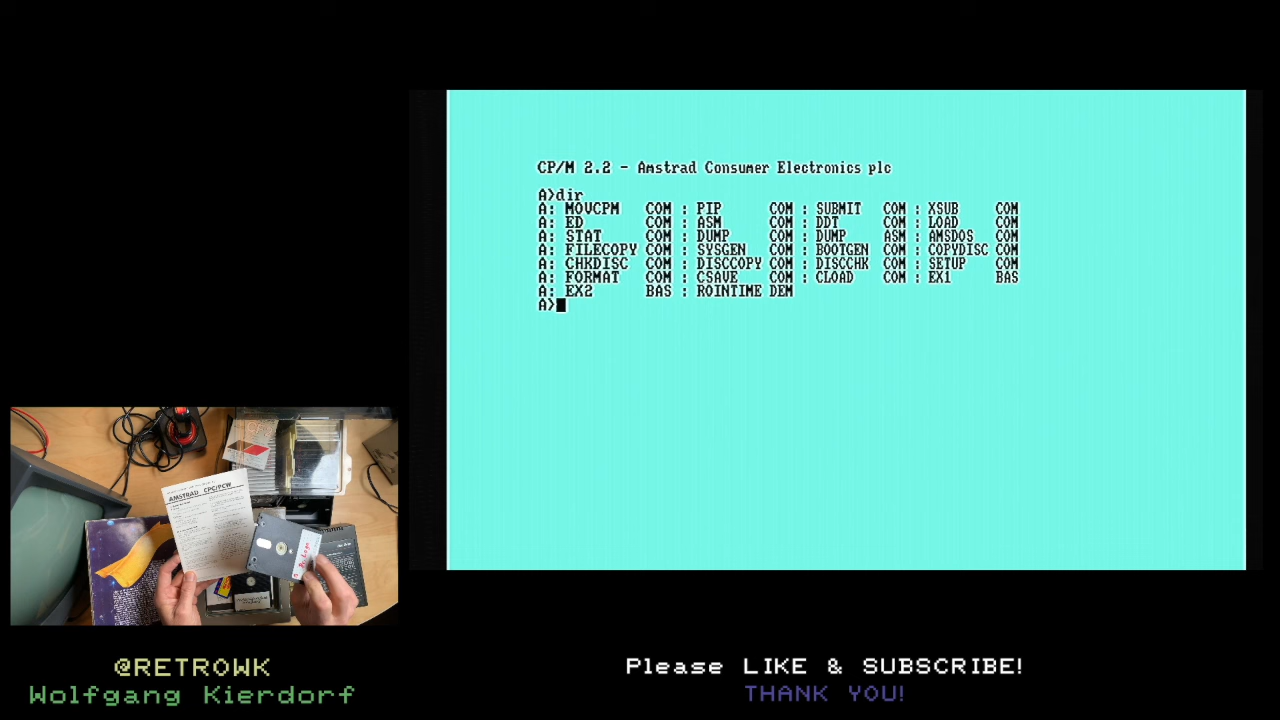 CP/M 2.2 - Amstrad Consumer Electronics plc
A>dir
A: MOVCPM   COM : PIP      COM : SUBMIT   COM : XSUB     COM
A: ED       COM : ASM      COM : DDT      COM : LOAD     COM
A: STAT     COM : DUMP     COM : DUMP     ASM : AMSDOS   COM
A: FILECOPY COM : SYSGEN   COM : BOOTGEN  COM : COPYDISC COM
A: CHKDISC  COM : DISCCOPY COM : DISCCHK  COM : SETUP    COM
A: FORMAT   COM : CSAVE    COM : CLOAD    COM : EX1      BAS
A: EX2      BAS : ROINTIME DEM
A>
AMSTRAD CPC/PCW
@RETROWK
Wolfgang Kierdorf
Please LIKE & SUBSCRIBE!
THANK YOU!